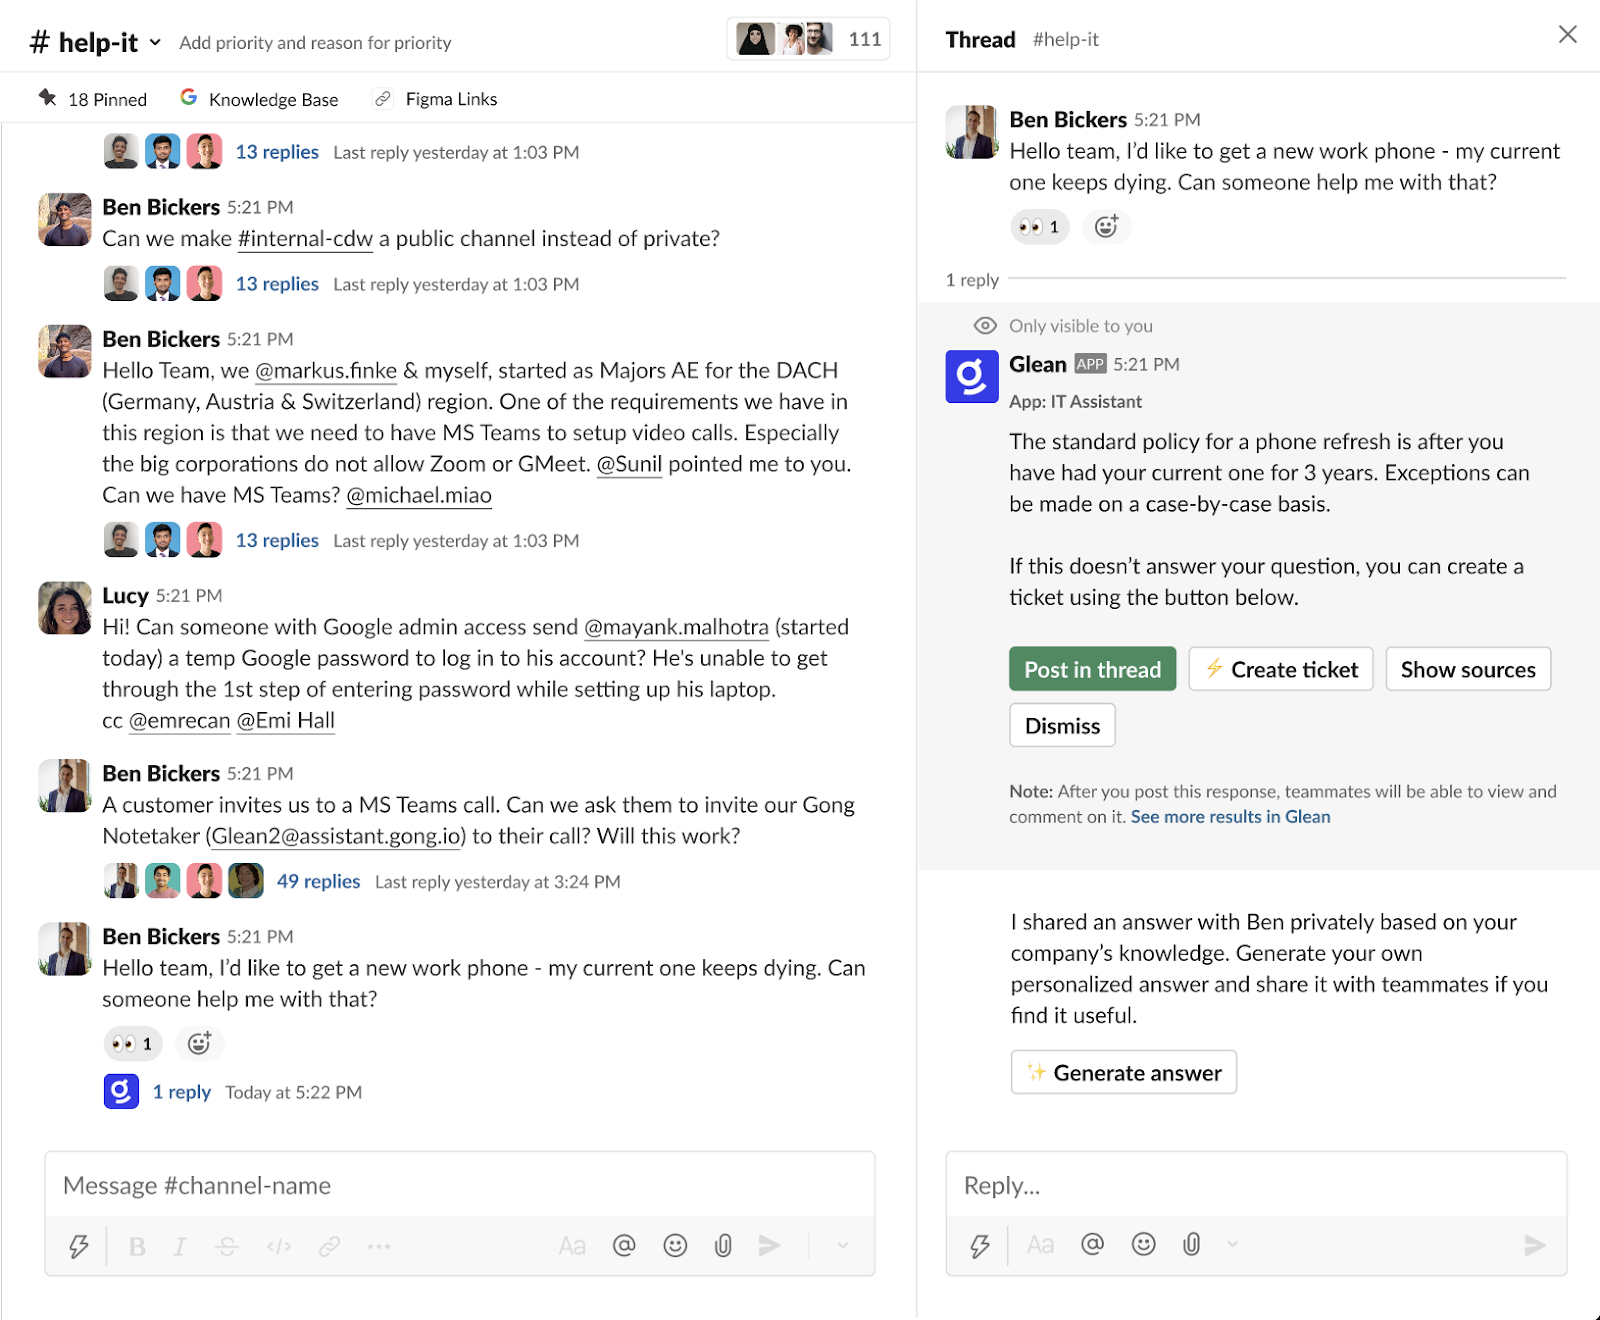 # help-it Add priority and reason for priority 111
18 Pinned Knowledge Base Figma Links
13 replies Last reply yesterday at 1:03 PM
Ben Bickers 5:21 PM
Can we make #internal-cdw a public channel instead of private?
13 replies Last reply yesterday at 1:03 PM
Ben Bickers 5:21 PM
Hello Team, we @markus.finke & myself, started as Majors AE for the DACH
(Germany, Austria & Switzerland) region. One of the requirements we have in
this region is that we need to have MS Teams to setup video calls. Especially
the big corporations do not allow Zoom or GMeet. @Sunil pointed me to you.
Can we have MS Teams? @michael.miao
13 replies Last reply yesterday at 1:03 PM
Lucy 5:21 PM
Hi! Can someone with Google admin access send @mayank.malhotra (started
today) a temp Google password to log in to his account? He's unable to get
through the 1st step of entering password while setting up his laptop.
cc @emrecan @Emi Hall
Ben Bickers 5:21 PM
A customer invites us to a MS Teams call. Can we ask them to invite our Gong
Notetaker (Glean2@assistant.gong.io) to their call? Will this work?
49 replies Last reply yesterday at 3:24 PM
Ben Bickers 5:21 PM
Hello team, I’d like to get a new work phone - my current one keeps dying. Can
someone help me with that?
1
g 1 reply Today at 5:22 PM
Message #channel-name
B I S </> Aa @
Thread #help-it
Ben Bickers 5:21 PM
Hello team, I’d like to get a new work phone - my current
one keeps dying. Can someone help me with that?
1
1 reply
Only visible to you
g Glean APP 5:21 PM
App: IT Assistant
The standard policy for a phone refresh is after you
have had your current one for 3 years. Exceptions can
be made on a case-by-case basis.
If this doesn’t answer your question, you can create a
ticket using the button below.
Post in thread Create ticket Show sources
Dismiss
Note: After you post this response, teammates will be able to view and
comment on it. See more results in Glean
I shared an answer with Ben privately based on your
company’s knowledge. Generate your own
personalized answer and share it with teammates if you
find it useful.
Generate answer
Reply...
Aa @